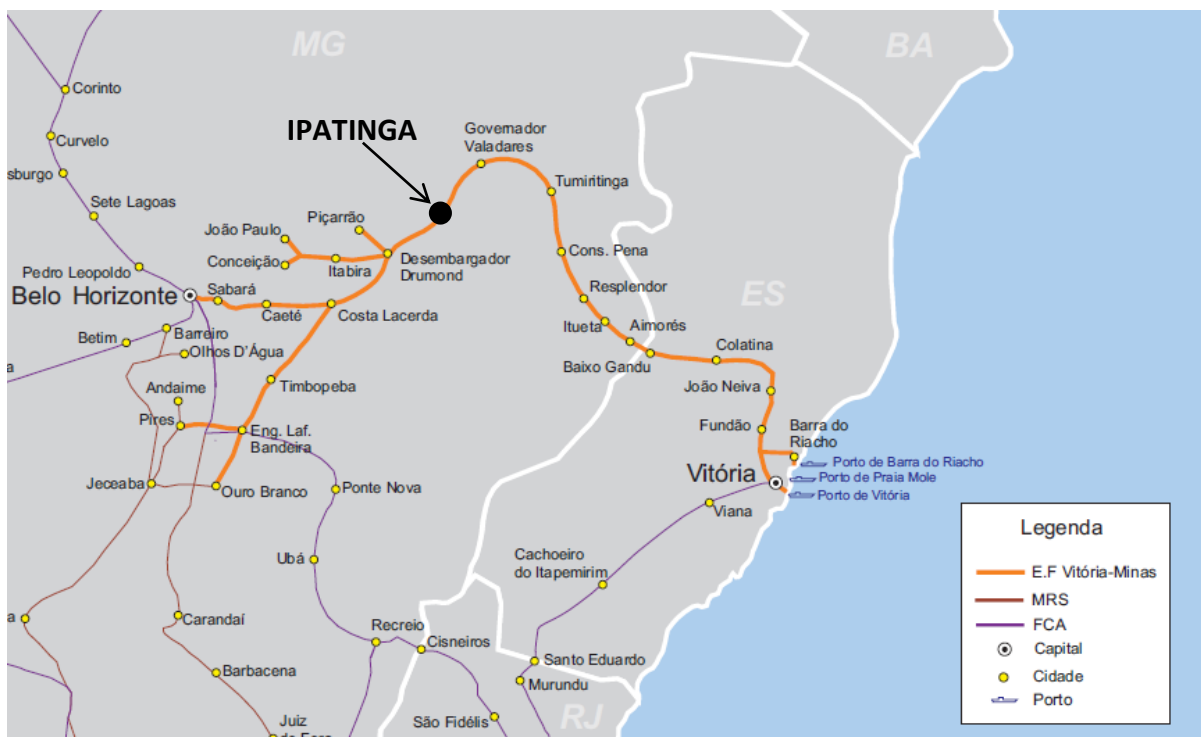 MG
BA
Corinto
IPATINGA
Governador
Valadares
Curvelo
sburgo
Tumiritinga
Sete Lagoas
Piçarrão
João Paulo
Cons. Pena
Conceição
Itabira
Desembargador
Drumond
Pedro Leopoldo
Sabará
Resplendor
ES
Belo Horizonte
Caeté
Costa Lacerda
Itueta
Aimorés
Barreiro
Betim
Olhos D'Água
Colatina
Baixo Gandu
a
Andaime
Timbopeba
João Neiva
Pires
Eng. Laf.
Bandeira
Fundão
Barra do
Riacho
Porto de Barra do Riacho
Vitória
Porto de Praia Mole
Jeceaba
Ouro Branco
Ponte Nova
Porto de Vitória
Viana
Legenda
Ubá
Cachoeiro
do Itapemirim
E.F Vitória-Minas
MRS
a
Carandaí
FCA
Recreio
Cisneiros
Capital
Santo Eduardo
Barbacena
Cidade
Murundu
Porto
RJ
São Fidélis
Juiz